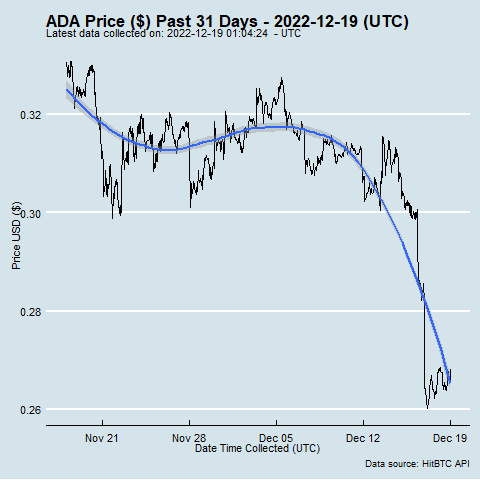 ADA Price ($) Past 31 Days - 2022-12-19 (UTC)
Latest data collected on: 2022-12-19 01:04:24  - UTC
Price USD ($)
0.32
0.30
0.28
0.26
Nov 21
Nov 28
Dec 05
Dec 12
Dec 19
Date Time Collected (UTC)
Data source: HitBTC API